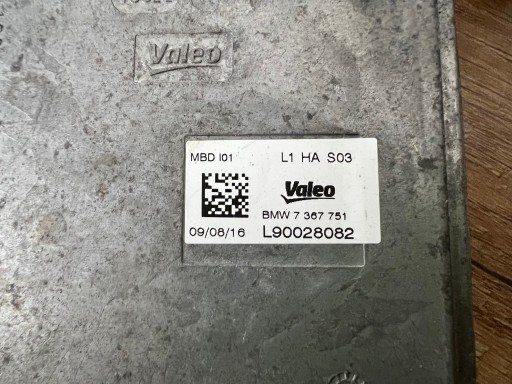 Valeo
MBD I01 L1 HA S03
Valeo
BMW 7 367 751
09/08/16 L90028082